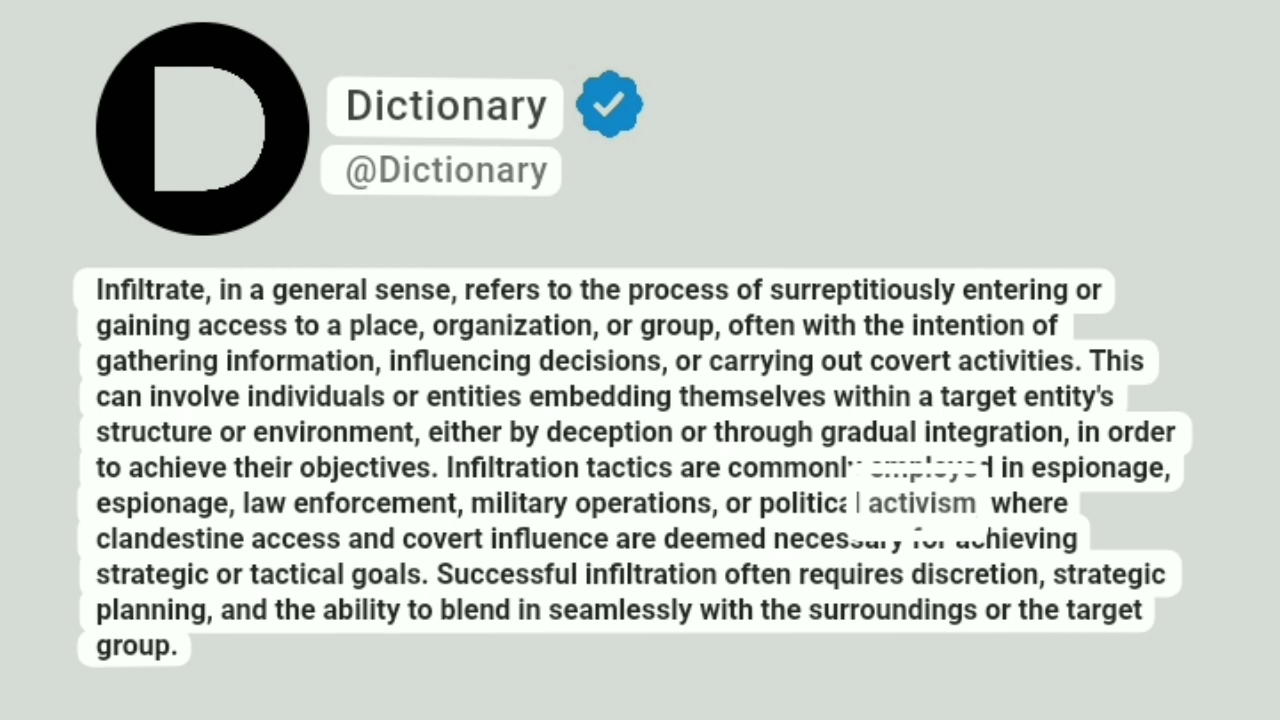 D
Dictionary
@Dictionary
Infiltrate, in a general sense, refers to the process of surreptitiously entering or
gaining access to a place, organization, or group, often with the intention of
gathering information, influencing decisions, or carrying out covert activities. This
can involve individuals or entities embedding themselves within a target entity's
structure or environment, either by deception or through gradual integration, in order
to achieve their objectives. Infiltration tactics are commonly employed in espionage,
espionage, law enforcement, military operations, or political activism where
clandestine access and covert influence are deemed necessary for achieving
strategic or tactical goals. Successful infiltration often requires discretion, strategic
planning, and the ability to blend in seamlessly with the surroundings or the target
group.